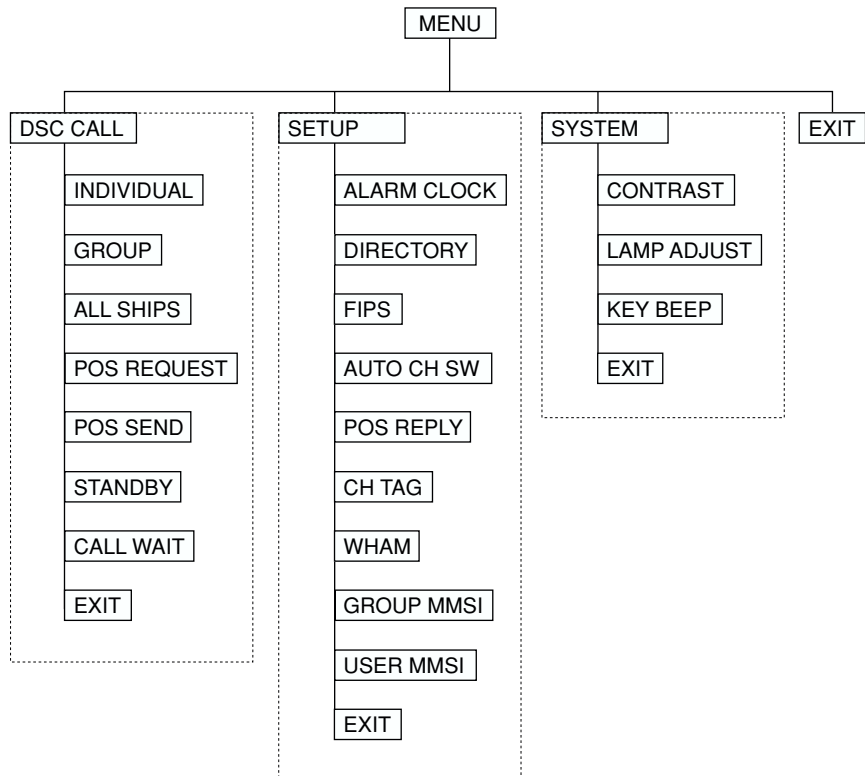 MENU
DSC CALL
INDIVIDUAL
GROUP
ALL SHIPS
POS REQUEST
POS SEND
STANDBY
CALL WAIT
EXIT
SETUP
ALARM CLOCK
DIRECTORY
FIPS
AUTO CH SW
POS REPLY
CH TAG
WHAM
GROUP MMSI
USER MMSI
EXIT
SYSTEM
CONTRAST
LAMP ADJUST
KEY BEEP
EXIT
EXIT